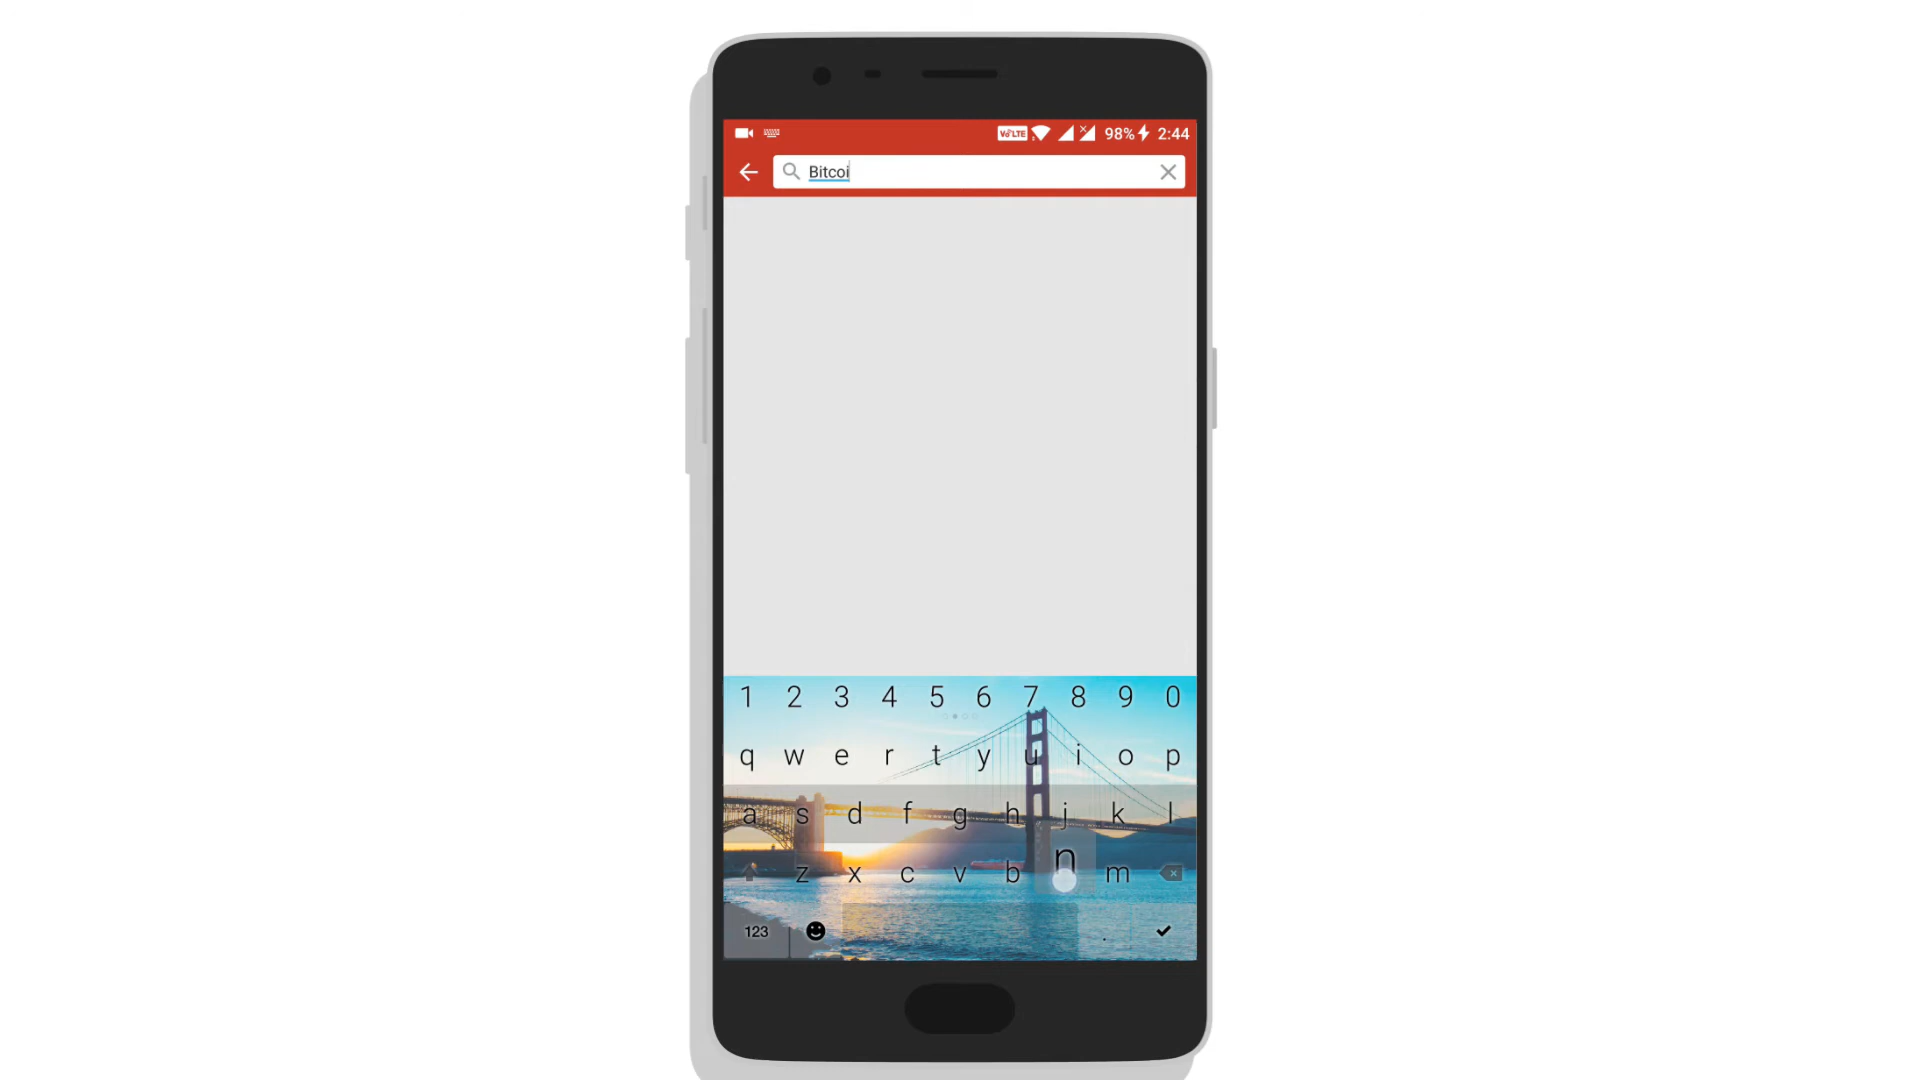 VoLTE 98% 2:44
Bitcoi
1 2 3 4 5 6 7 8 9 0
q w e r t y u i o p
a s d f g h j k l
z x c v b n m
123 .